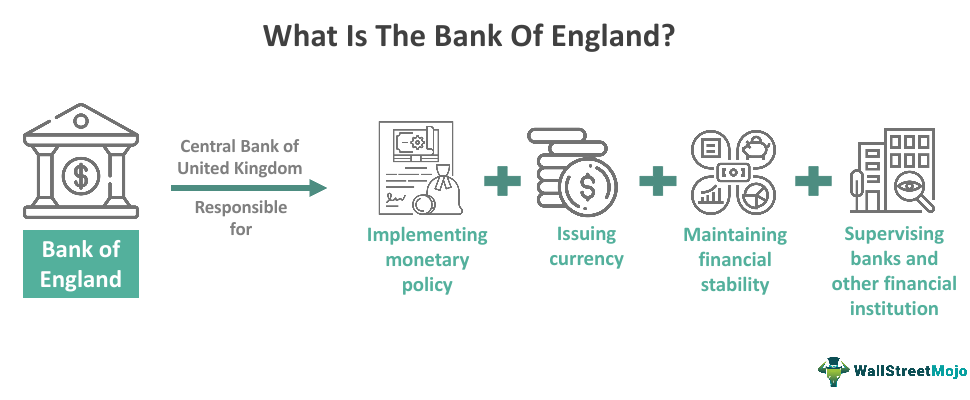 What Is The Bank Of England?
Bank of
England
Central Bank of
United Kingdom
Responsible
for
Implementing
monetary
policy
Issuing
currency
Maintaining
financial
stability
Supervising
banks and
other financial
institution
WallStreetMojo